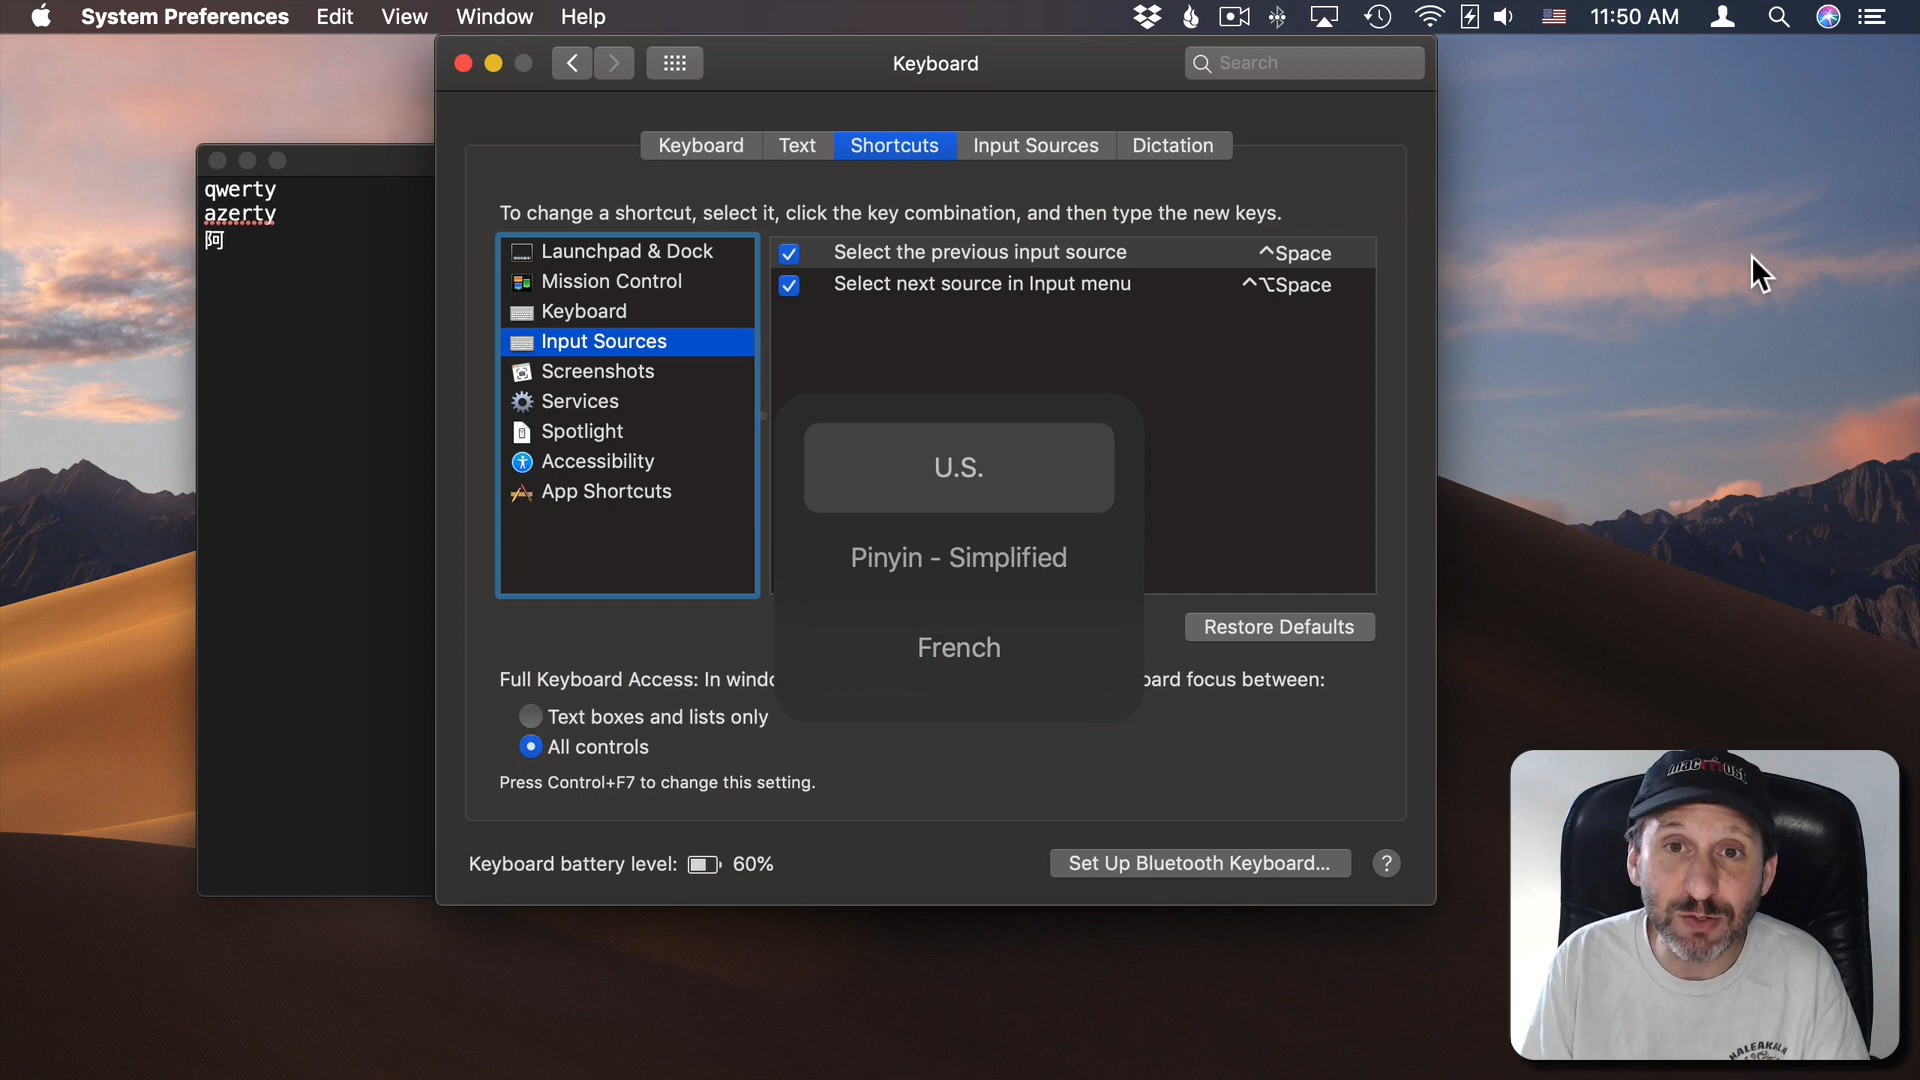 System Preferences Edit View Window Help 11:50 AM
Keyboard
Search
qwerty
azerty
阿
Keyboard Text Shortcuts Input Sources Dictation
To change a shortcut, select it, click the key combination, and then type the new keys.
Launchpad & Dock
Mission Control
Keyboard
Input Sources
Screenshots
Services
Spotlight
Accessibility
App Shortcuts
Select the previous input source ^Space
Select next source in Input menu ^⌥Space
U.S.
Pinyin - Simplified
French
Restore Defaults
Full Keyboard Access: In windo ard focus between:
Text boxes and lists only
All controls
Press Control+F7 to change this setting.
Keyboard battery level: 60%
Set Up Bluetooth Keyboard... ?
macmost
HALEAKALA